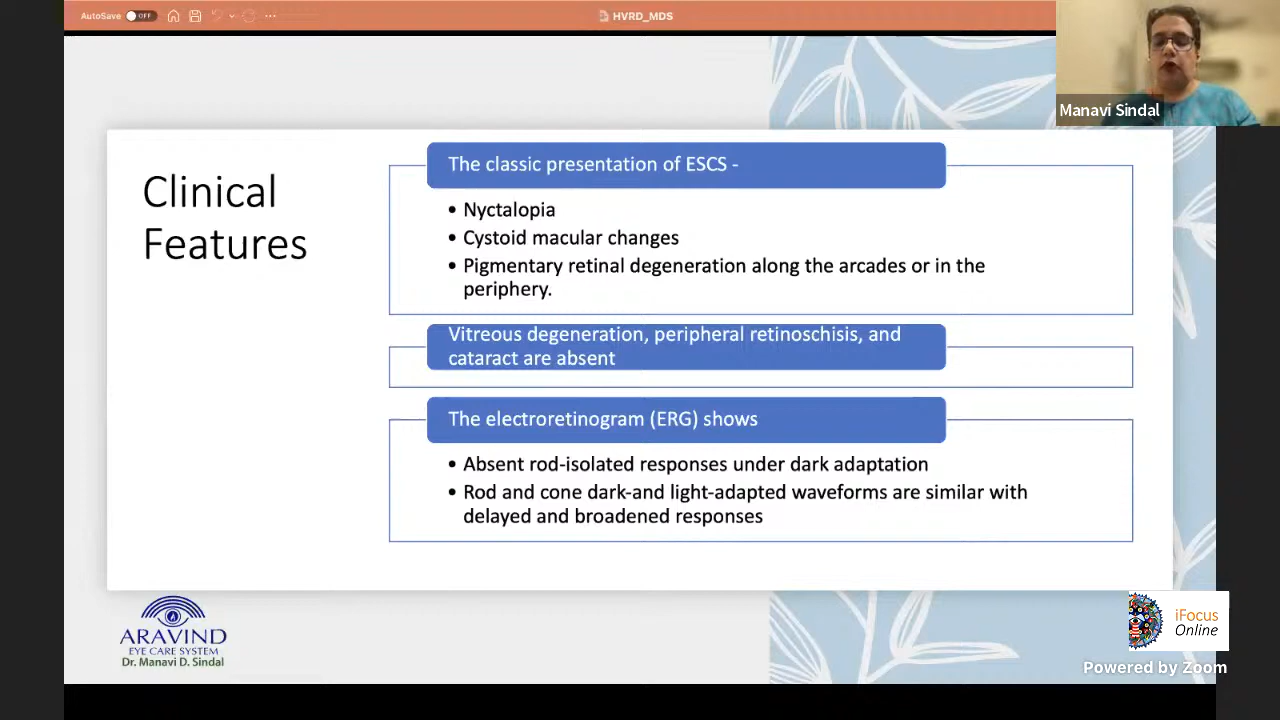 AutoSave OFF
HVRD_MDS
Manavi Sindal
Clinical
Features
The classic presentation of ESCS -
• Nyctalopia
• Cystoid macular changes
• Pigmentary retinal degeneration along the arcades or in the
periphery.
Vitreous degeneration, peripheral retinoschisis, and
cataract are absent
The electroretinogram (ERG) shows
• Absent rod-isolated responses under dark adaptation
• Rod and cone dark-and light-adapted waveforms are similar with
delayed and broadened responses
ARAVIND
EYE CARE SYSTEM
Dr. Manavi D. Sindal
iFocus
Online
Powered by Zoom